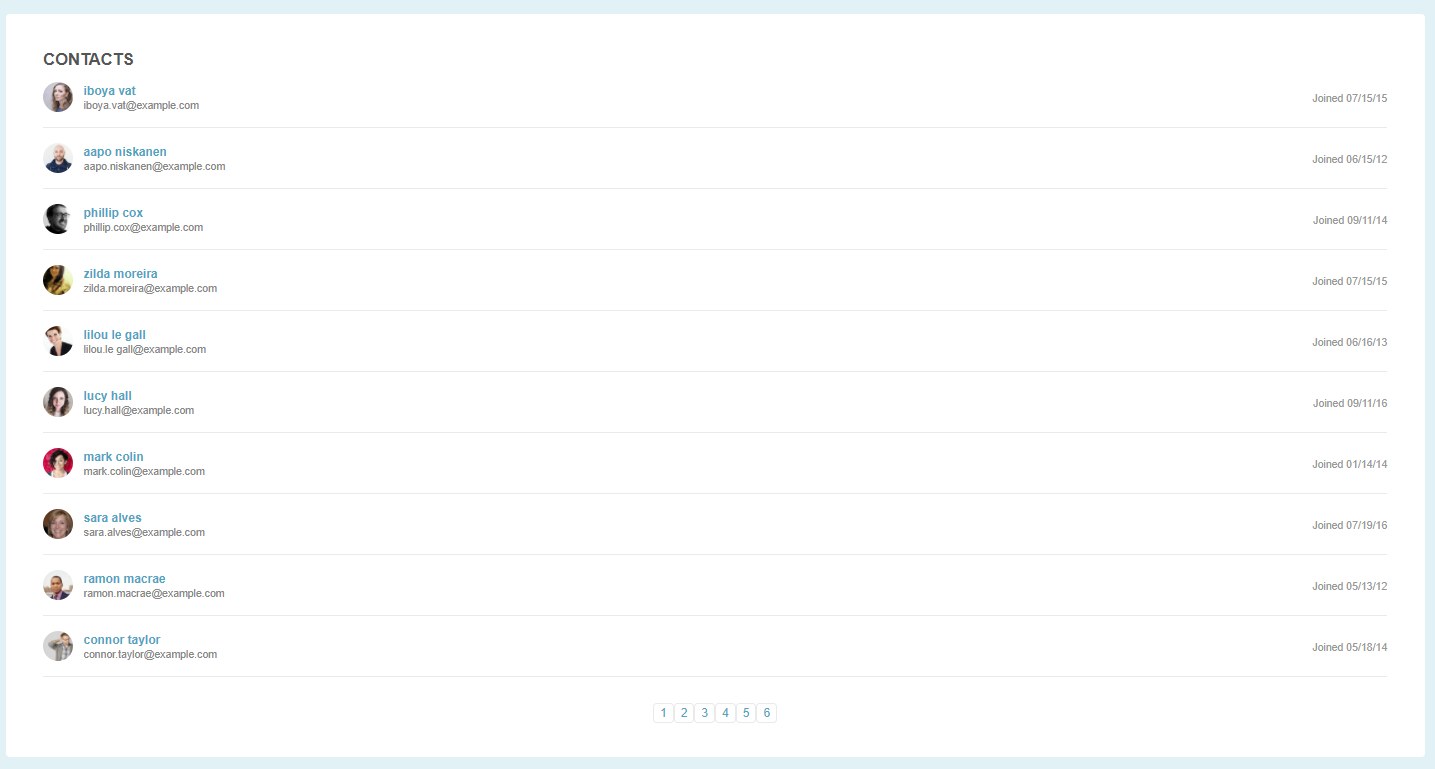 CONTACTS
iboya vat
iboya.vat@example.com
Joined 07/15/15
aapo niskanen
aapo.niskanen@example.com
Joined 06/15/12
phillip cox
phillip.cox@example.com
Joined 09/11/14
zilda moreira
zilda.moreira@example.com
Joined 07/15/15
lilou le gall
lilou.le gall@example.com
Joined 06/16/13
lucy hall
lucy.hall@example.com
Joined 09/11/16
mark colin
mark.colin@example.com
Joined 01/14/14
sara alves
sara.alves@example.com
Joined 07/19/16
ramon macrae
ramon.macrae@example.com
Joined 05/13/12
connor taylor
connor.taylor@example.com
Joined 05/18/14
1 2 3 4 5 6